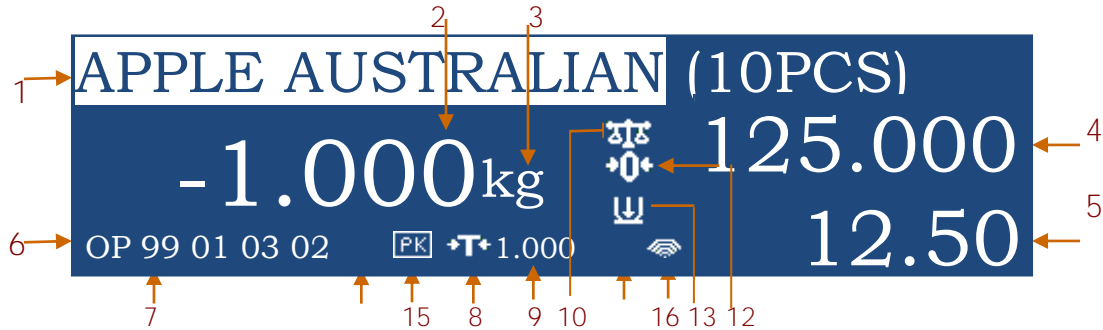 2 3
1 APPLE AUSTRALIAN (10PCS)
125.000 4
-1.000kg
5
12.50
6 OP 99 01 03 02 PK T 1.000
7 15 8 9 10 16 13 12